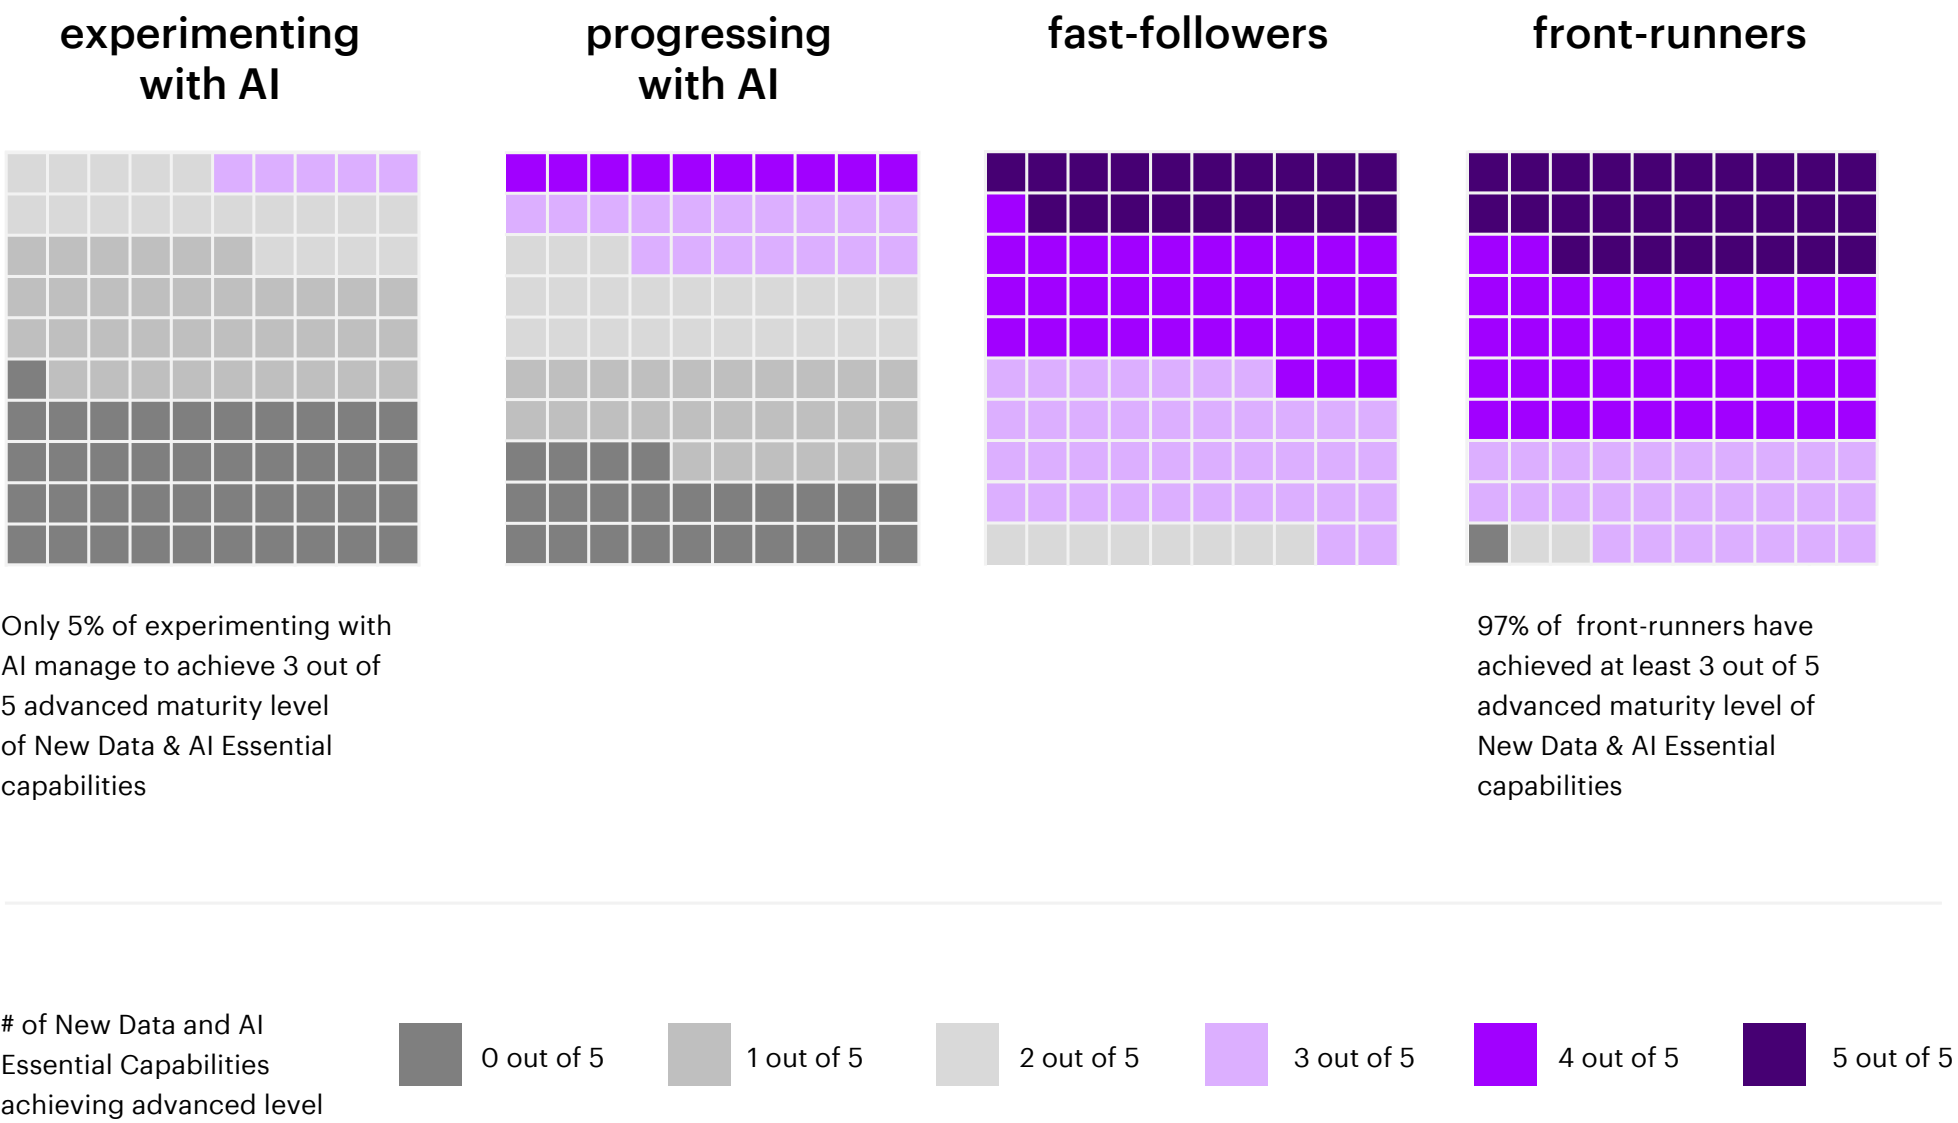 experimenting
with AI
progressing
with AI
fast-followers
front-runners
Only 5% of experimenting with
AI manage to achieve 3 out of
5 advanced maturity level
of New Data & AI Essential
capabilities
97% of  front-runners have
achieved at least 3 out of 5
advanced maturity level of
New Data & AI Essential
capabilities
# of New Data and AI
Essential Capabilities
achieving advanced level
0 out of 5
1 out of 5
2 out of 5
3 out of 5
4 out of 5
5 out of 5